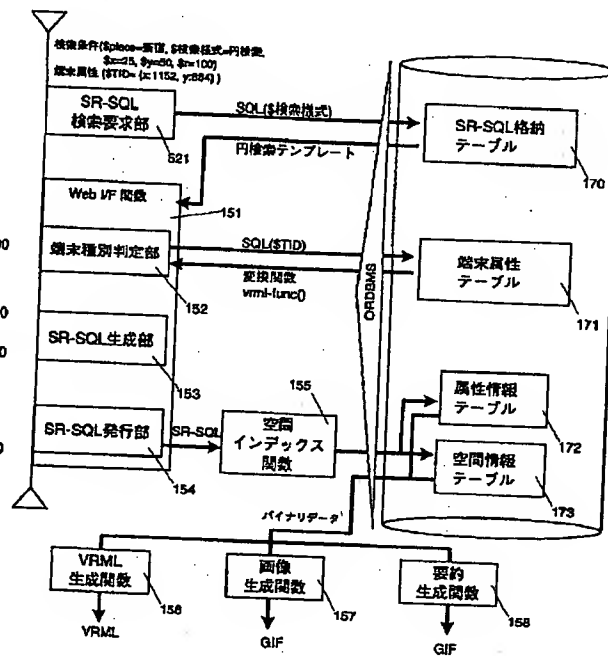 検索条件($place=新宿, $検索様式=円検索,
$x=25, $y=50, $r=100)
端末属性 ($TID= {x:1152, y:884} )
SR-SQL
検索要求部
521
SQL($検索様式)
円検索テンプレート
SR-SQL格納
テーブル
170
Web I/F 関数
151
端末種別判定部
152
SQL($TID)
変換関数
vrml-func()
ORDBMS
端末属性
テーブル
171
SR-SQL生成部
153
SR-SQL発行部
154
SR-SQL
空間
インデックス
関数
155
属性情報
テーブル
172
空間情報
テーブル
173
バイナリデータ
VRML
生成関数
156
VRML
画像
生成関数
157
GIF
要約
生成関数
158
GIF